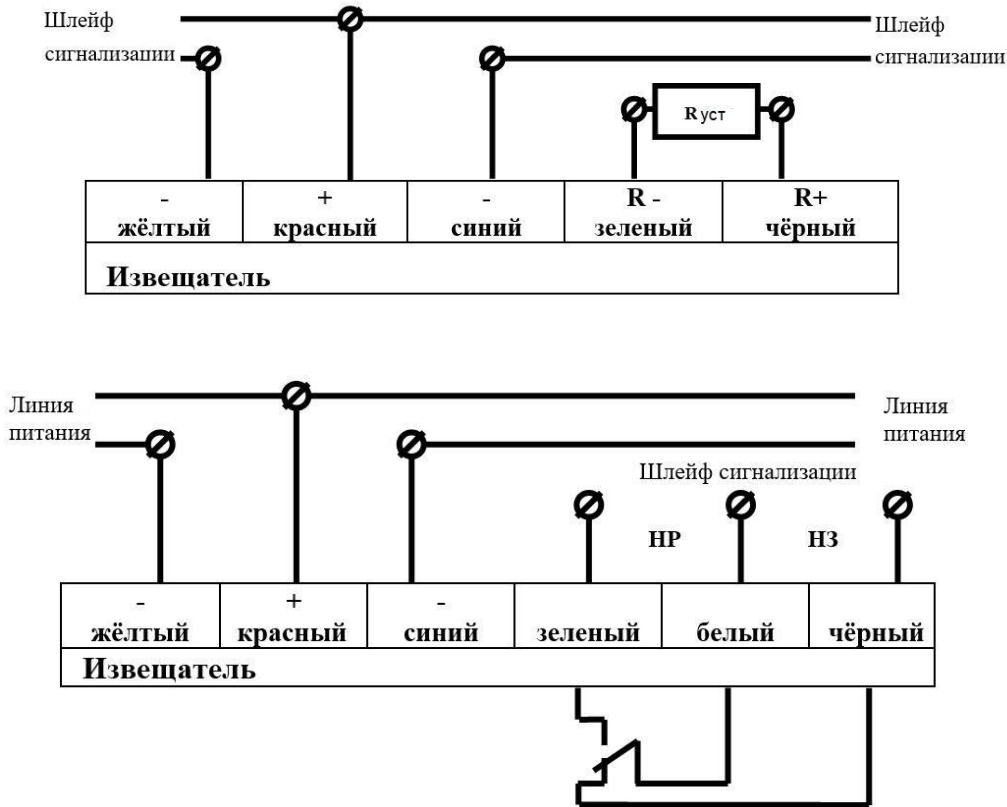 Шлейф
сигнализации
Шлейф
сигнализации
R уст
-
+
-
R -
R+
жёлтый
красный
синий
зеленый
чёрный
Извещатель
Линия
питания
Линия
питания
Шлейф сигнализации
НР
НЗ
-
+
-
жёлтый
красный
синий
зеленый
белый
чёрный
Извещатель